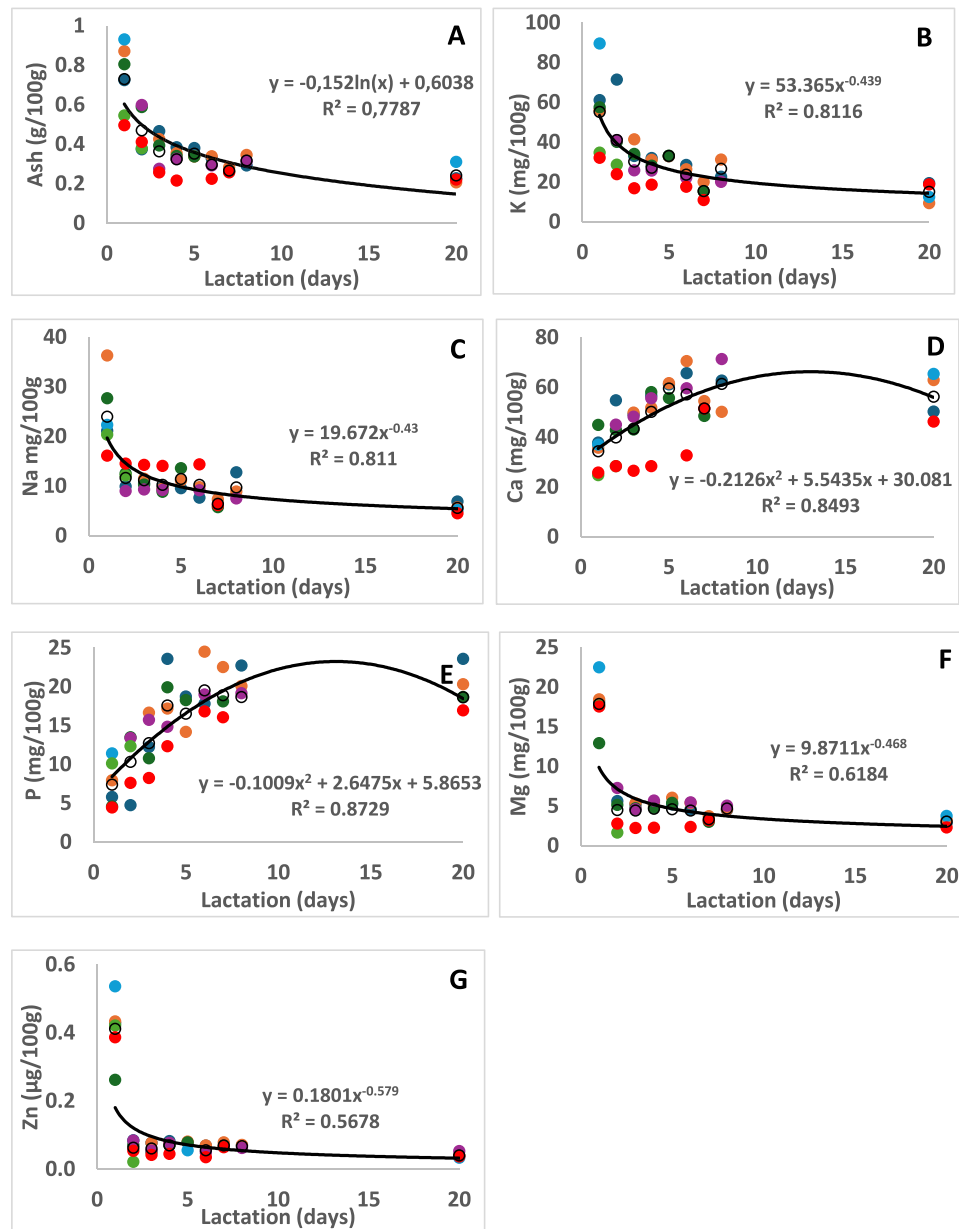 A
Ash (g/100g)
1
0.8
0.6
0.4
0.2
0
y = -0,152ln(x) + 0,6038
R² = 0,7787
0 5 10 15 20
Lactation (days)
B
K (mg/100g)
100
80
60
40
20
0
y = 53.365x^-0.439
R² = 0.8116
0 5 10 15 20
Lactation (days)
C
Na mg/100g
40
30
20
10
0
y = 19.672x^-0.43
R² = 0.811
0 5 10 15 20
Lactation (days)
D
Ca (mg/100g)
80
60
40
20
0
y = -0.2126x² + 5.5435x + 30.081
R² = 0.8493
0 5 10 15 20
Lactation (days)
E
P (mg/100g)
25
20
15
10
5
0
y = -0.1009x² + 2.6475x + 5.8653
R² = 0.8729
0 5 10 15 20
Lactation (days)
F
Mg (mg/100g)
25
20
15
10
5
0
y = 9.8711x^-0.468
R² = 0.6184
0 5 10 15 20
Lactation (days)
G
Zn (µg/100g)
0.6
0.4
0.2
0.0
y = 0.1801x^-0.579
R² = 0.5678
0 5 10 15 20
Lactation (days)